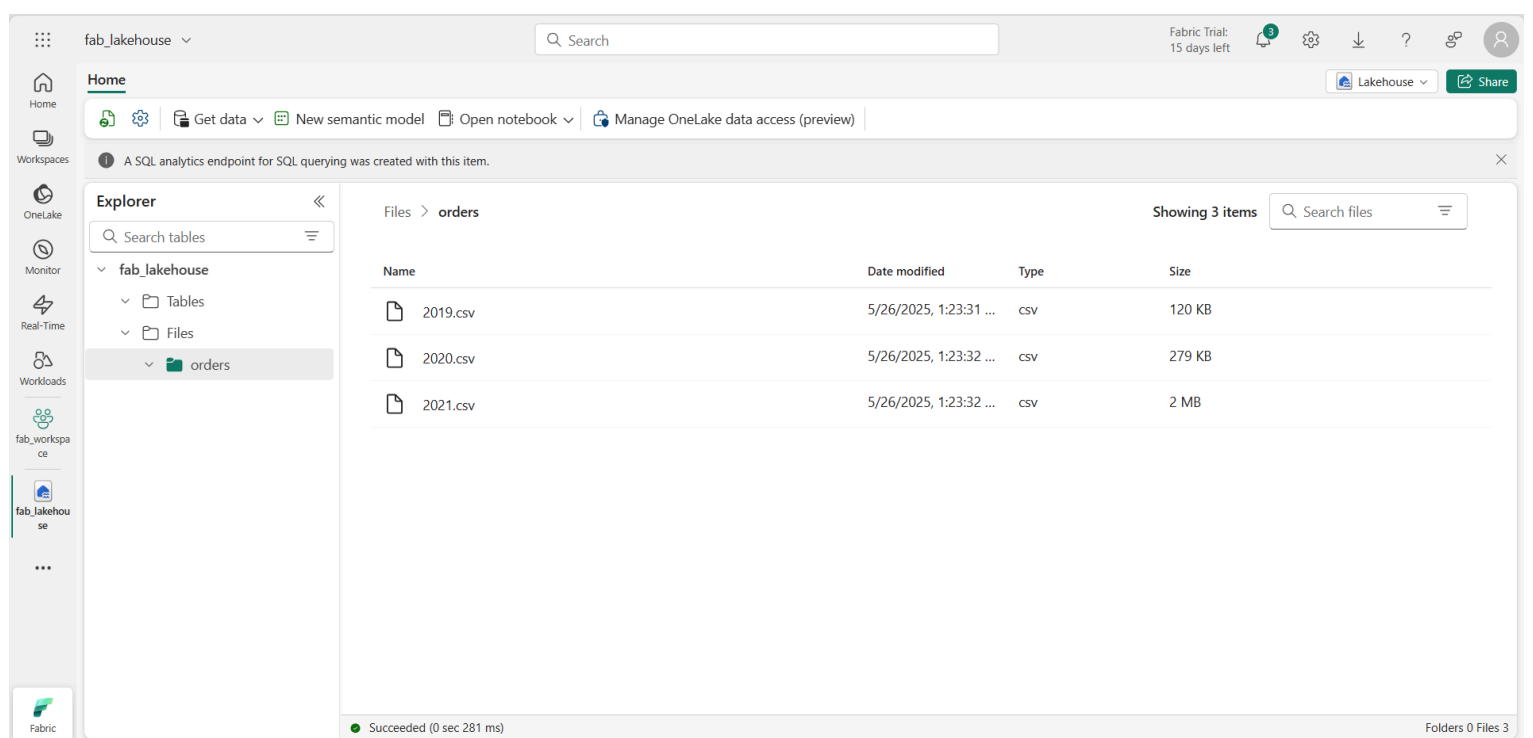 fab_lakehouse
Search
Fabric Trial:
15 days left
3
?
Home
Workspaces
OneLake
Monitor
Real-Time
Workloads
fab_workspa
ce
fab_lakehou
se
Fabric
Home
Lakehouse
Share
Get data
New semantic model
Open notebook
Manage OneLake data access (preview)
A SQL analytics endpoint for SQL querying was created with this item.
Explorer
Search tables
fab_lakehouse
Tables
Files
orders
Files > orders
Showing 3 items
Search files
Name Date modified Type Size
2019.csv 5/26/2025, 1:23:31 ... csv 120 KB
2020.csv 5/26/2025, 1:23:32 ... csv 279 KB
2021.csv 5/26/2025, 1:23:32 ... csv 2 MB
Succeeded (0 sec 281 ms)
Folders 0 Files 3